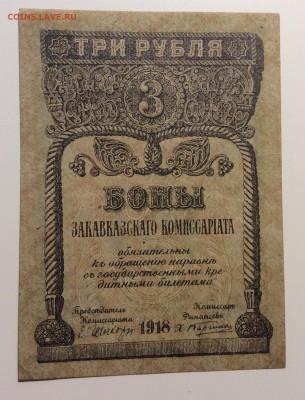 COINS.LAVE.RU
ТРИ РУБЛЯ
3
БОНЫ
ЗАКАВКАЗСКАГО КОМИССАРІАТА
обязательны
къ обращенію наравнѣ
съ государственными кре
дитными билетами
Предсѣдатель Комиссаръ
Комиссаріата Финансовъ
1918